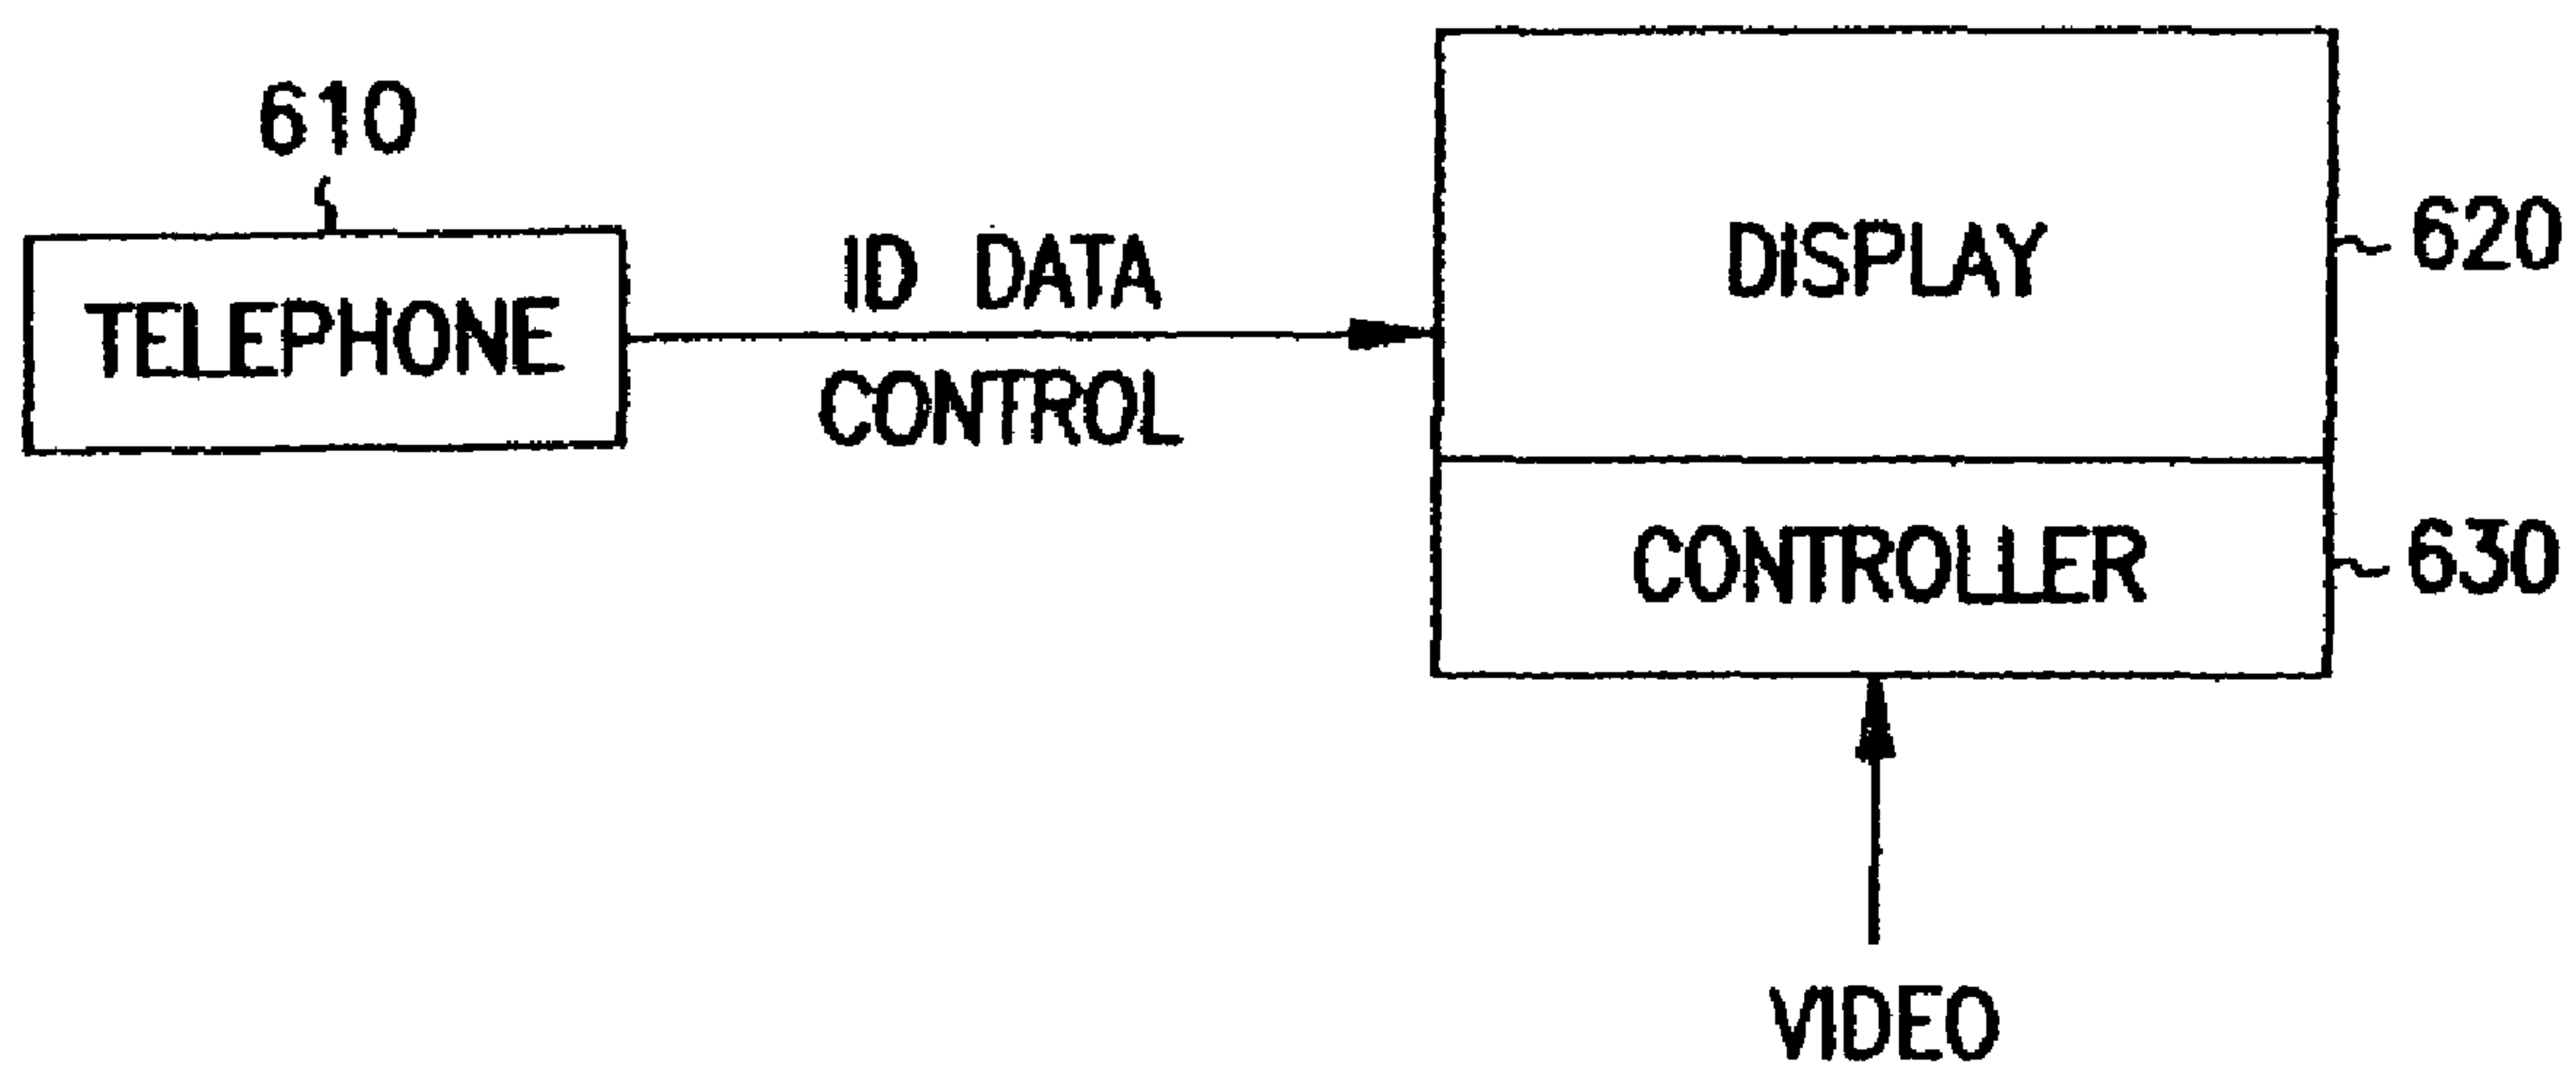 610
TELEPHONE
ID DATA
CONTROL
DISPLAY
620
CONTROLLER
630
VIDEO